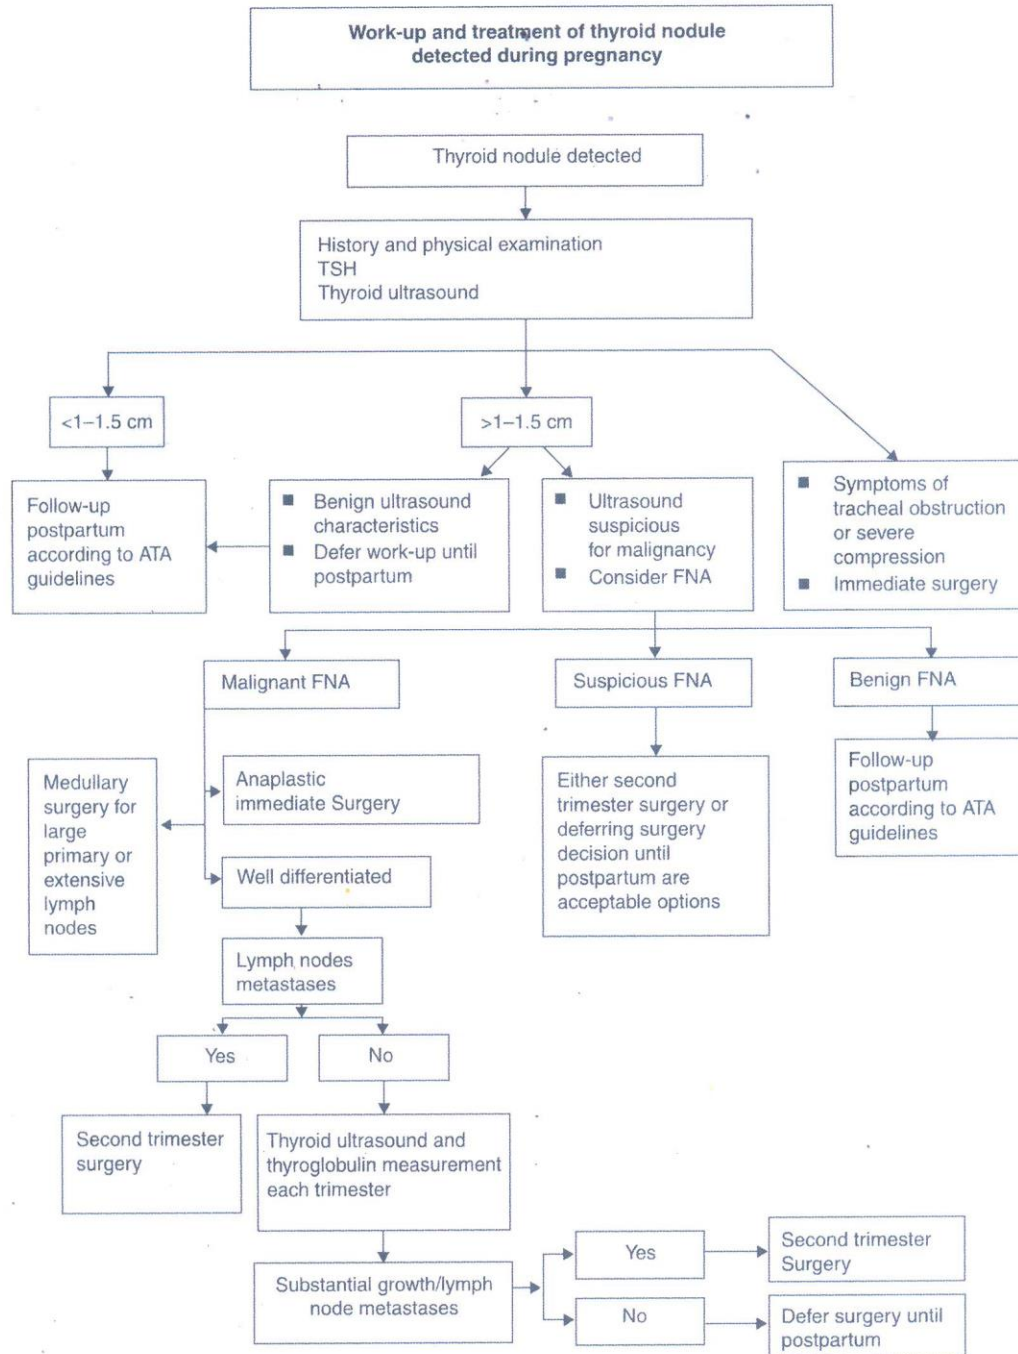 Work-up and treatment of thyroid nodule
detected during pregnancy
Thyroid nodule detected
History and physical examination
TSH
Thyroid ultrasound
<1–1.5 cm
>1–1.5 cm
Follow-up
postpartum
according to ATA
guidelines
■ Benign ultrasound
characteristics
■ Defer work-up until
postpartum
■ Ultrasound
suspicious
for malignancy
■ Consider FNA
■ Symptoms of
tracheal obstruction
or severe
compression
■ Immediate surgery
Malignant FNA
Suspicious FNA
Benign FNA
Medullary
surgery for
large
primary or
extensive
lymph
nodes
Anaplastic
immediate Surgery
Well differentiated
Either second
trimester surgery or
deferring surgery
decision until
postpartum are
acceptable options
Follow-up
postpartum
according to ATA
guidelines
Lymph nodes
metastases
Yes
No
Second trimester
surgery
Thyroid ultrasound and
thyroglobulin measurement
each trimester
Substantial growth/lymph
node metastases
Yes
Second trimester
Surgery
No
Defer surgery until
postpartum